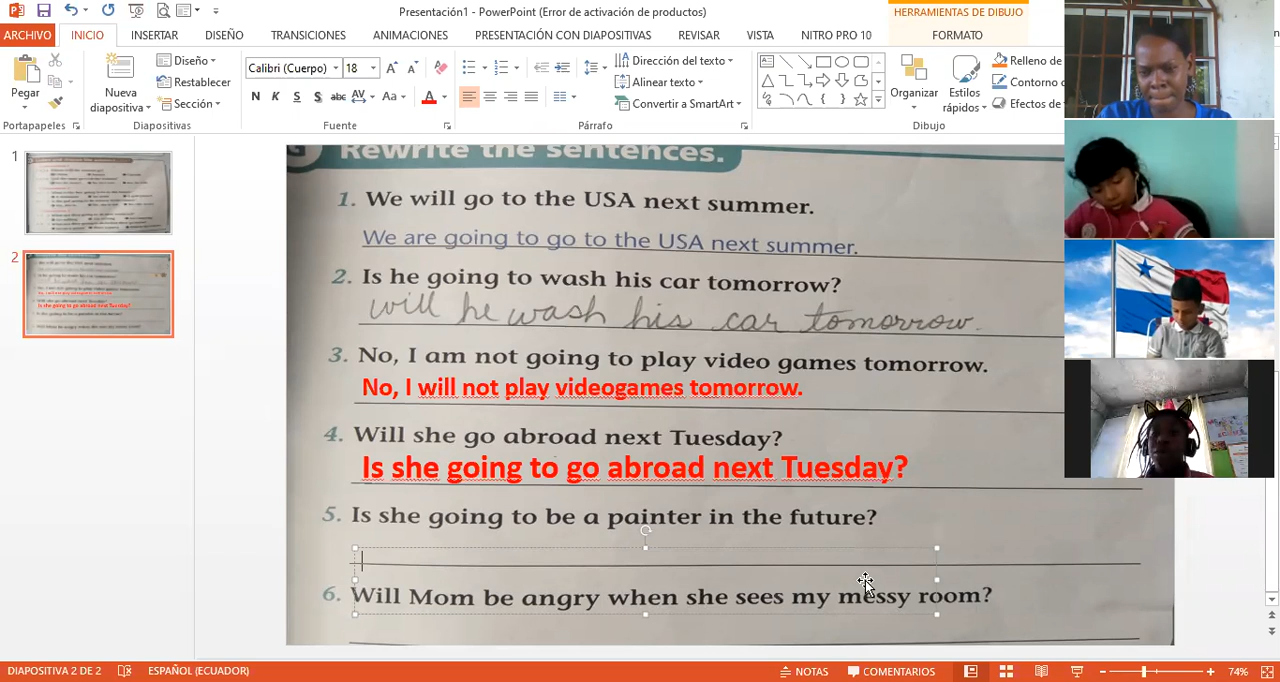 Presentación1 - PowerPoint (Error de activación de productos)
HERRAMIENTAS DE DIBUJO
ARCHIVO
INICIO
INSERTAR
DISEÑO
TRANSICIONES
ANIMACIONES
PRESENTACIÓN CON DIAPOSITIVAS
REVISAR
VISTA
NITRO PRO 10
FORMATO
Pegar
Nueva diapositiva
Diseño
Restablecer
Sección
Calibri (Cuerpo)
18
N K S S abc AV Aa A
Dirección del texto
Alinear texto
Convertir a SmartArt
Organizar
Estilos rápidos
Relleno de
Contorno
Efectos de
Portapapeles
Diapositivas
Fuente
Párrafo
Dibujo
1
2
Rewrite the sentences.
1. We will go to the USA next summer.
We are going to go to the USA next summer.
2. Is he going to wash his car tomorrow?
will he wash his car tomorrow.
3. No, I am not going to play video games tomorrow.
No, I will not play videogames tomorrow.
4. Will she go abroad next Tuesday?
Is she going to go abroad next Tuesday?
5. Is she going to be a painter in the future?
6. Will Mom be angry when she sees my messy room?
DIAPOSITIVA 2 DE 2
ESPAÑOL (ECUADOR)
NOTAS
COMENTARIOS
74%